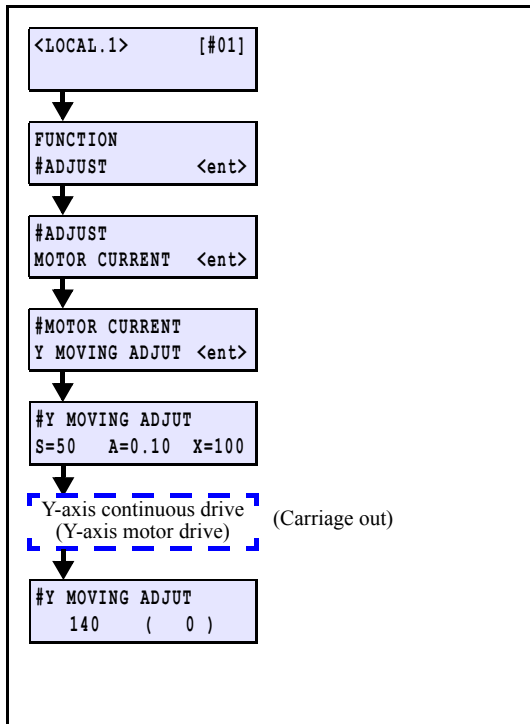 <LOCAL.1> [#01]
FUNCTION
#ADJUST <ent>
#ADJUST
MOTOR CURRENT <ent>
#MOTOR CURRENT
Y MOVING ADJUT <ent>
#Y MOVING ADJUT
S=50 A=0.10 X=100
Y-axis continuous drive
(Y-axis motor drive) (Carriage out)
#Y MOVING ADJUT
140 ( 0 )